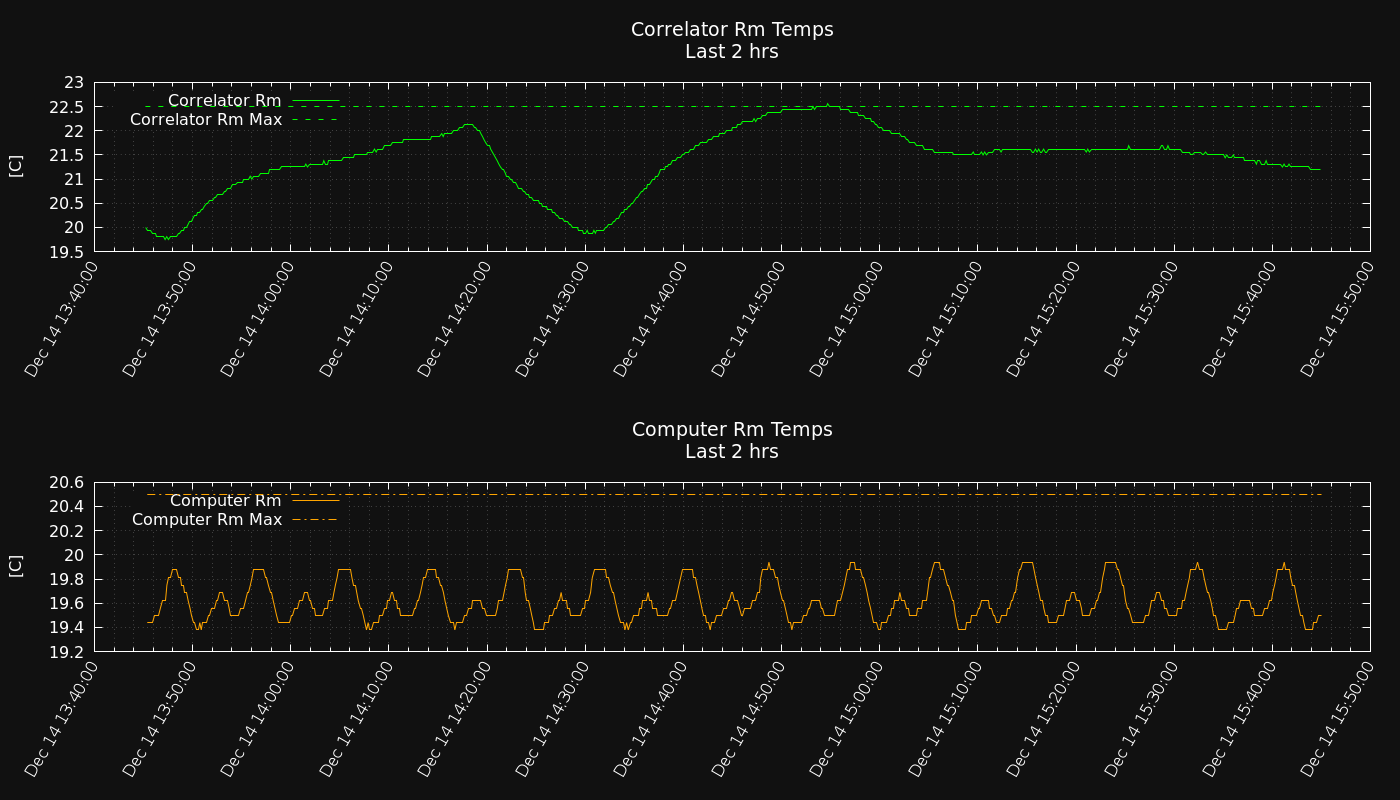 Correlator Rm Temps
Last 2 hrs
23
22.5
22
21.5
21
20.5
20
19.5
[C]
Correlator Rm
Correlator Rm Max
Dec 14 13:40:00
Dec 14 13:50:00
Dec 14 14:00:00
Dec 14 14:10:00
Dec 14 14:20:00
Dec 14 14:30:00
Dec 14 14:40:00
Dec 14 14:50:00
Dec 14 15:00:00
Dec 14 15:10:00
Dec 14 15:20:00
Dec 14 15:30:00
Dec 14 15:40:00
Dec 14 15:50:00
Computer Rm Temps
Last 2 hrs
20.6
20.4
20.2
20
19.8
19.6
19.4
19.2
[C]
Computer Rm
Computer Rm Max
Dec 14 13:40:00
Dec 14 13:50:00
Dec 14 14:00:00
Dec 14 14:10:00
Dec 14 14:20:00
Dec 14 14:30:00
Dec 14 14:40:00
Dec 14 14:50:00
Dec 14 15:00:00
Dec 14 15:10:00
Dec 14 15:20:00
Dec 14 15:30:00
Dec 14 15:40:00
Dec 14 15:50:00